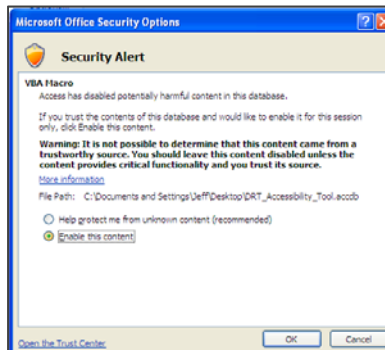 Microsoft Office Security Options
Security Alert
VBA Macro
Access has disabled potentially harmful content in this database.
If you trust the contents of this database and would like to enable it for this session
only, click Enable this content.
Warning: It is not possible to determine that this content came from a
trustworthy source. You should leave this content disabled unless the
content provides critical functionality and you trust its source.
More information
File Path: C:\Documents and Settings\Jeff\Desktop\DRT_Accessibility_Tool.accdb
Help protect me from unknown content (recommended)
Enable this content
Open the Trust Center
OK
Cancel